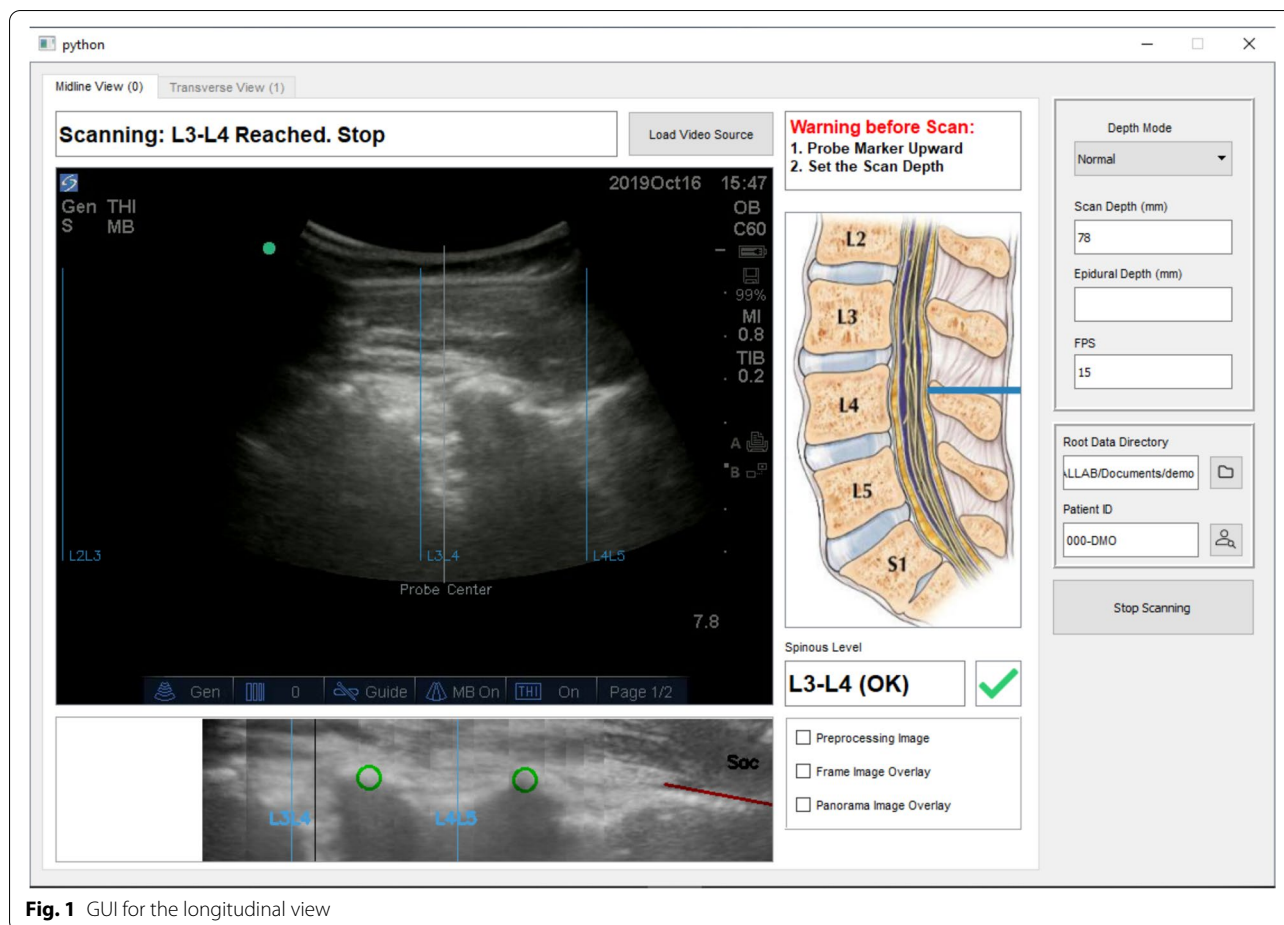 python
Midline View (0)
Transverse View (1)
Scanning: L3-L4 Reached. Stop
Load Video Source
Warning before Scan:
1. Probe Marker Upward
2. Set the Scan Depth
2019Oct16 15:47
Gen THI
S MB
OB
C60
99%
MI
0.8
TIB
0.2
A
B
L2L3
L3L4
L4L5
Probe Center
7.8
Gen
0
Guide
MB On
THI On
Page 1/2
L2
L3
L4
L5
S1
Spinous Level
L3-L4 (OK)
L3L4
L4L5
Sac
Preprocessing Image
Frame Image Overlay
Panorama Image Overlay
Depth Mode
Normal
Scan Depth (mm)
78
Epidural Depth (mm)
FPS
15
Root Data Directory
LLAB/Documents/demo
Patient ID
000-DMO
Stop Scanning
Fig. 1 GUI for the longitudinal view